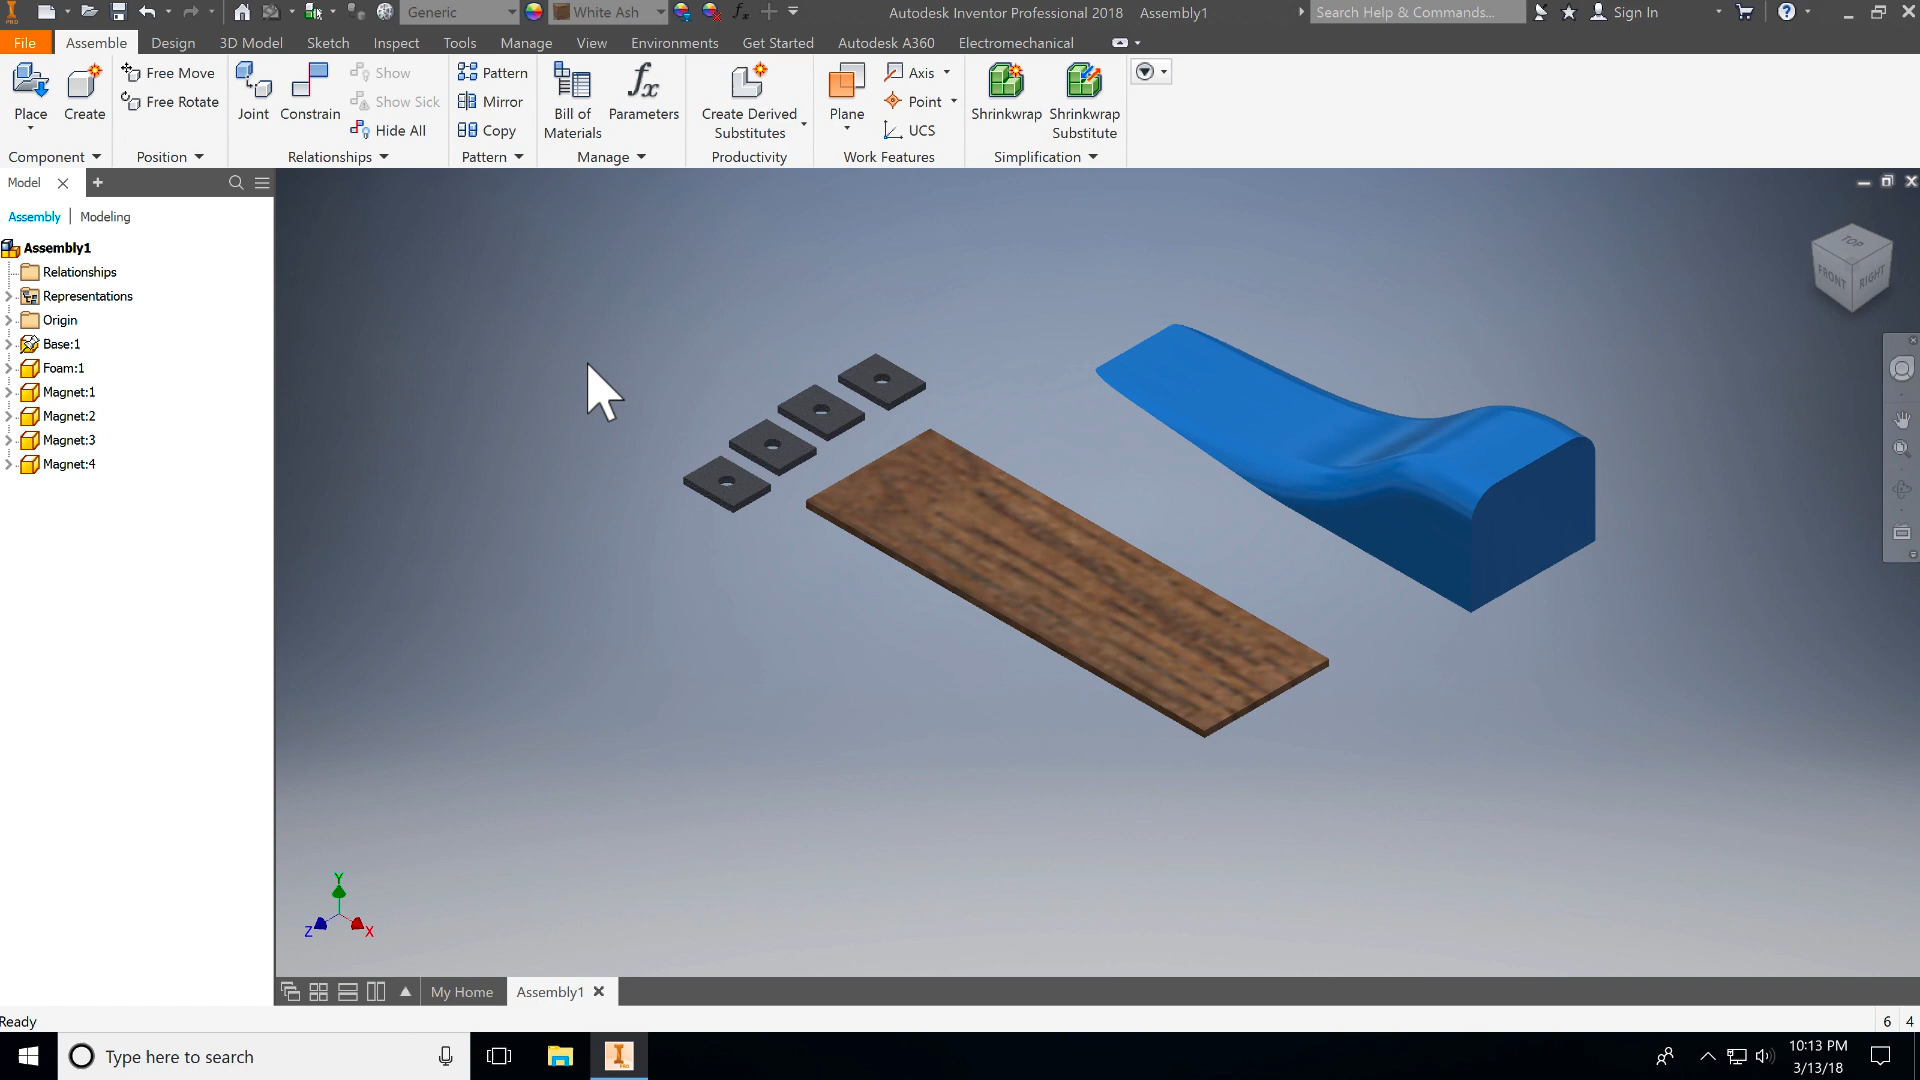 PRO
Generic
White Ash
fx
Autodesk Inventor Professional 2018 Assembly1
Search Help & Commands...
Sign In
File
Assemble
Design
3D Model
Sketch
Inspect
Tools
Manage
View
Environments
Get Started
Autodesk A360
Electromechanical
Place
Create
Free Move
Free Rotate
Joint
Constrain
Show
Show Sick
Hide All
Pattern
Mirror
Copy
Bill of
Materials
fx
Parameters
Create Derived
Substitutes
Plane
Axis
Point
UCS
Shrinkwrap
Shrinkwrap
Substitute
Component
Position
Relationships
Pattern
Manage
Productivity
Work Features
Simplification
Model
Assembly | Modeling
Assembly1
Relationships
Representations
Origin
Base:1
Foam:1
Magnet:1
Magnet:2
Magnet:3
Magnet:4
TOP
FRONT
RIGHT
Y
Z
X
My Home
Assembly1
Ready
6 4
Type here to search
PRO
10:13 PM
3/13/18